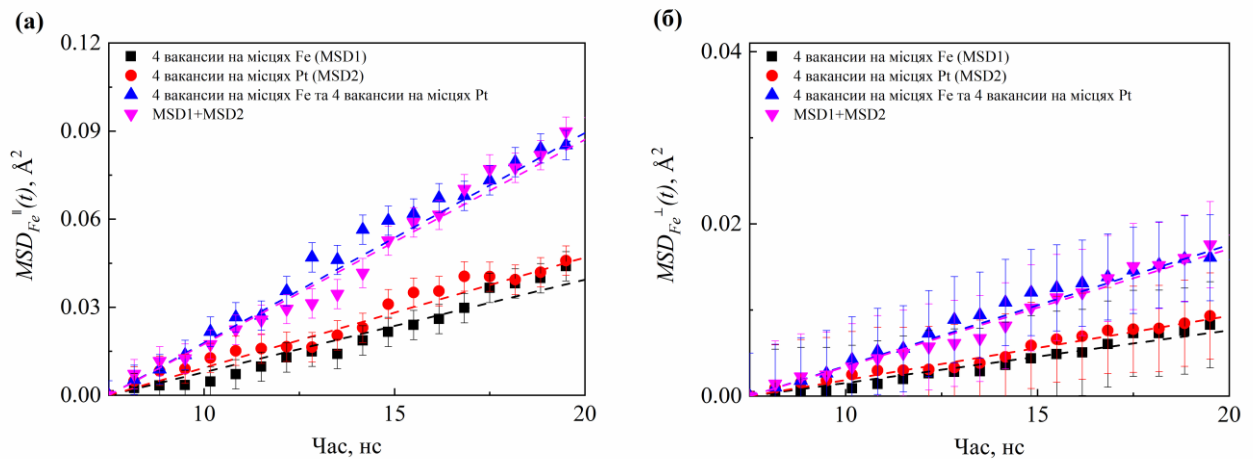 (а)
0.12
0.09
0.06
0.03
0.00
MSD_Fe^∥(t), Å^2
4 вакансии на місцях Fe (MSD1)
4 вакансии на місцях Pt (MSD2)
4 вакансии на місцях Fe та 4 вакансии на місцях Pt
MSD1+MSD2
10
15
20
Час, нс
(б)
0.04
0.02
0.00
MSD_Fe^⊥(t), Å^2
4 вакансии на місцях Fe (MSD1)
4 вакансии на місцях Pt (MSD2)
4 вакансии на місцях Fe та 4 вакансии на місцях Pt
MSD1+MSD2
10
15
20
Час, нс